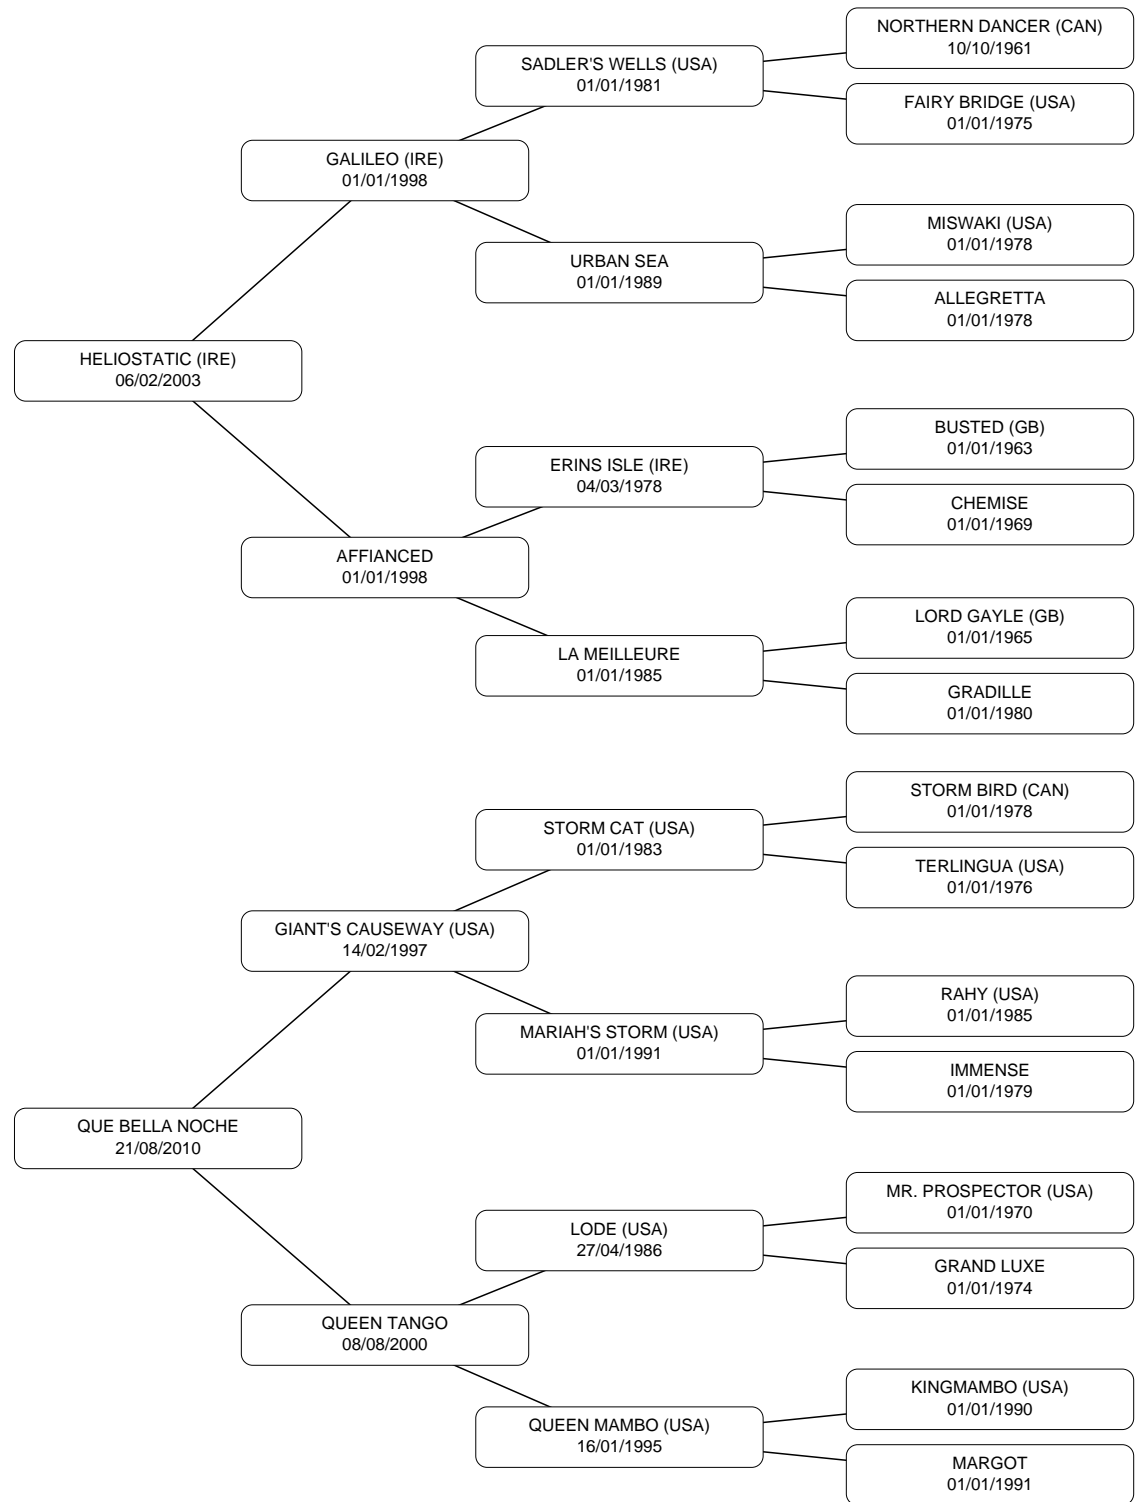 NORTHERN DANCER (CAN)
10/10/1961
SADLER'S WELLS (USA)
01/01/1981
FAIRY BRIDGE (USA)
01/01/1975
GALILEO (IRE)
01/01/1998
MISWAKI (USA)
01/01/1978
URBAN SEA
01/01/1989
ALLEGRETTA
01/01/1978
HELIOSTATIC (IRE)
06/02/2003
BUSTED (GB)
01/01/1963
ERINS ISLE (IRE)
04/03/1978
CHEMISE
01/01/1969
AFFIANCED
01/01/1998
LORD GAYLE (GB)
01/01/1965
LA MEILLEURE
01/01/1985
GRADILLE
01/01/1980
STORM BIRD (CAN)
01/01/1978
STORM CAT (USA)
01/01/1983
TERLINGUA (USA)
01/01/1976
GIANT'S CAUSEWAY (USA)
14/02/1997
RAHY (USA)
01/01/1985
MARIAH'S STORM (USA)
01/01/1991
IMMENSE
01/01/1979
QUE BELLA NOCHE
21/08/2010
MR. PROSPECTOR (USA)
01/01/1970
LODE (USA)
27/04/1986
GRAND LUXE
01/01/1974
QUEEN TANGO
08/08/2000
KINGMAMBO (USA)
01/01/1990
QUEEN MAMBO (USA)
16/01/1995
MARGOT
01/01/1991